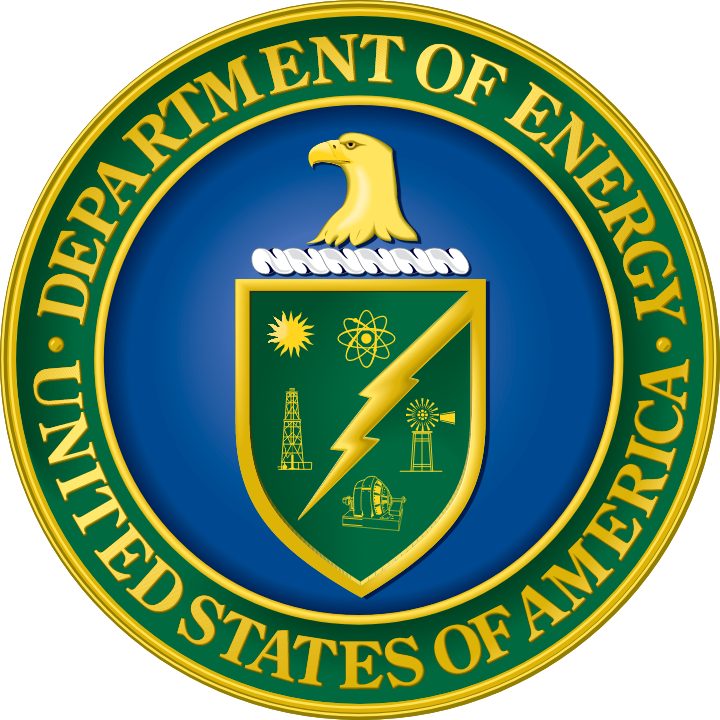 · DEPARTMENT OF ENERGY ·
UNITED STATES OF AMERICA